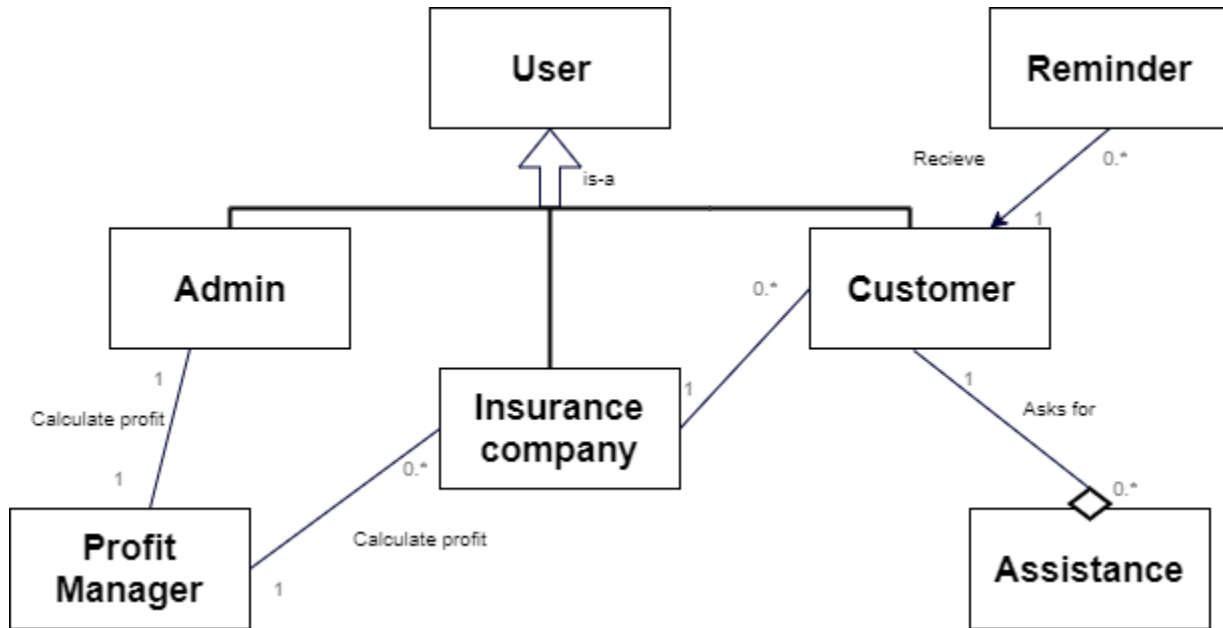 User
Reminder
Recieve
0.*
is-a
1
Admin
0.*
Customer
1
1
1
Calculate profit
Insurance
company
Asks for
1
0.*
0.*
Profit
Manager
Calculate profit
1
Assistance